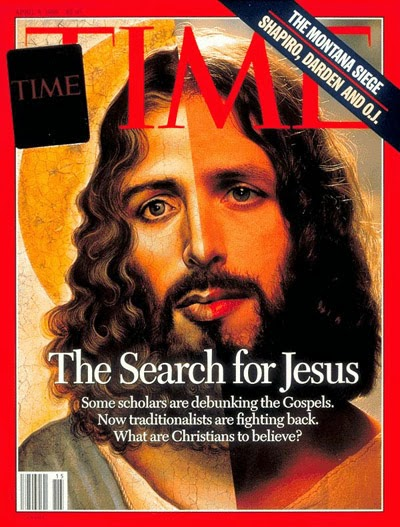 TIME
THE MONTANA SIEGE
SHAPIRO, DARDEN AND O.J.
TIME
The Search for Jesus
Some scholars are debunking the Gospels.
Now traditionalists are fighting back.
What are Christians to believe?
15